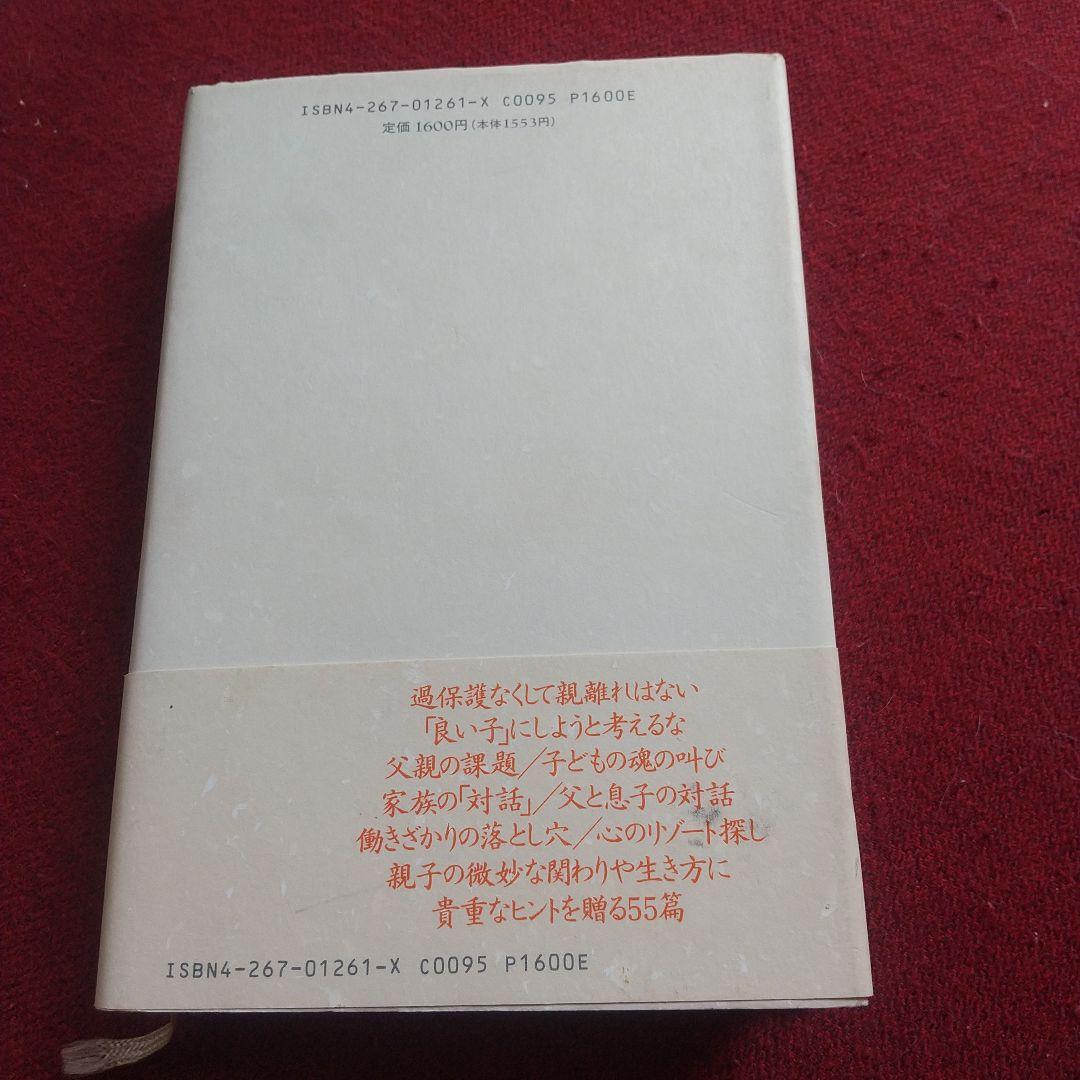 ISBN4-267-01261-X C0095 P1600E
定価1600円(本体1553円)
過保護なくして親離れはない
「良い子」にしようと考えるな
父親の課題/子どもの魂の叫び
家族の「対話」/父と息子の対話
働きざかりの落とし穴/心のリゾート探し
親子の微妙な関わりや生き方に
貴重なヒントを贈る55篇
ISBN4-267-01261-X C0095 P1600E